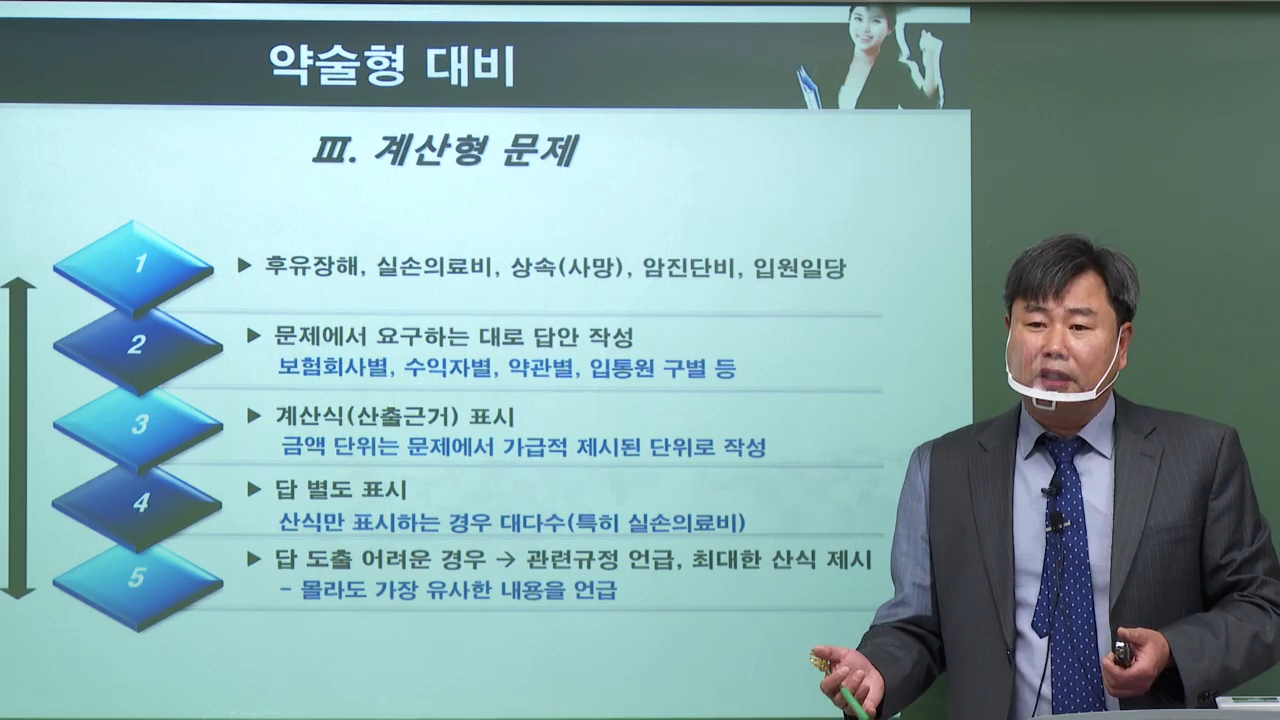 약술형 대비
Ⅲ. 계산형 문제
1
▶ 후유장해, 실손의료비, 상속(사망), 암진단비, 입원일당
2
▶ 문제에서 요구하는 대로 답안 작성
보험회사별, 수익자별, 약관별, 입통원 구별 등
3
▶ 계산식(산출근거) 표시
금액 단위는 문제에서 가급적 제시된 단위로 작성
4
▶ 답 별도 표시
산식만 표시하는 경우 대다수(특히 실손의료비)
5
▶ 답 도출 어려운 경우 → 관련규정 언급, 최대한 산식 제시
- 몰라도 가장 유사한 내용을 언급